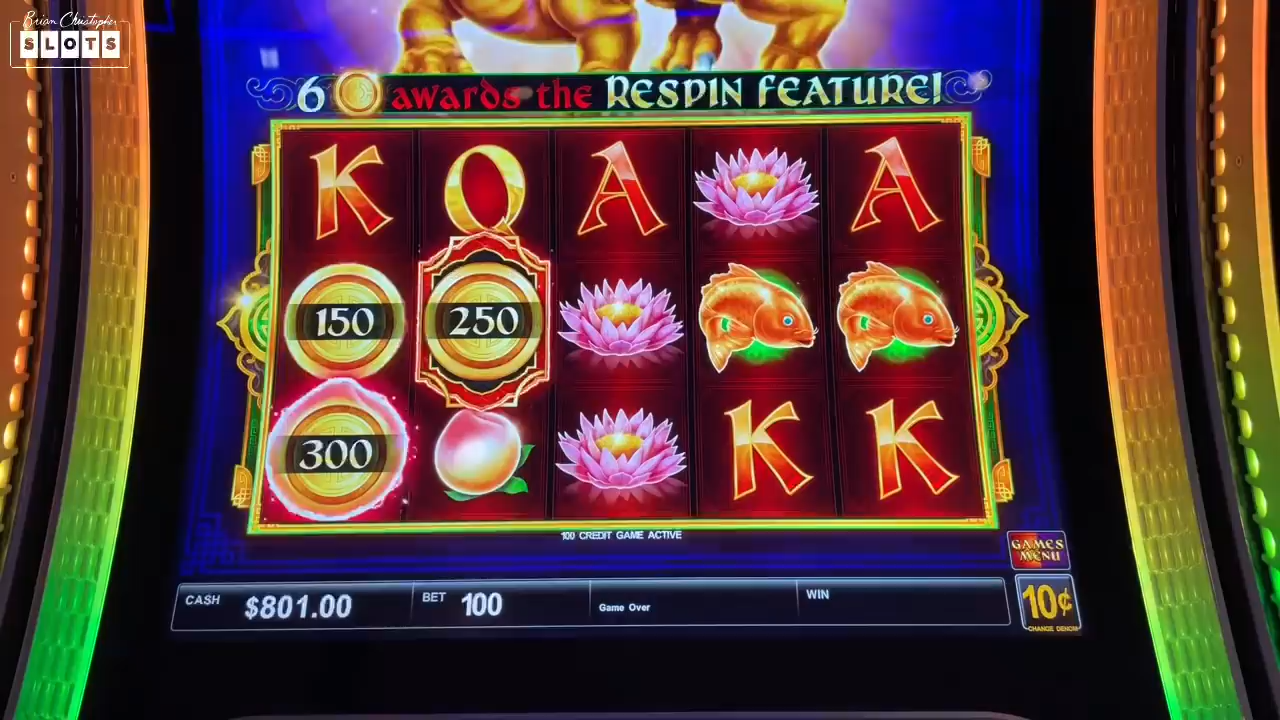 Brian Christopher
SLOTS
6 awards the RESPIN FEATURE!
K Q A A
150 250
300 K K
100 CREDIT GAME ACTIVE
GAMES
MENU
CASH $801.00 BET 100 Game Over WIN
10¢
CHANGE DENOM